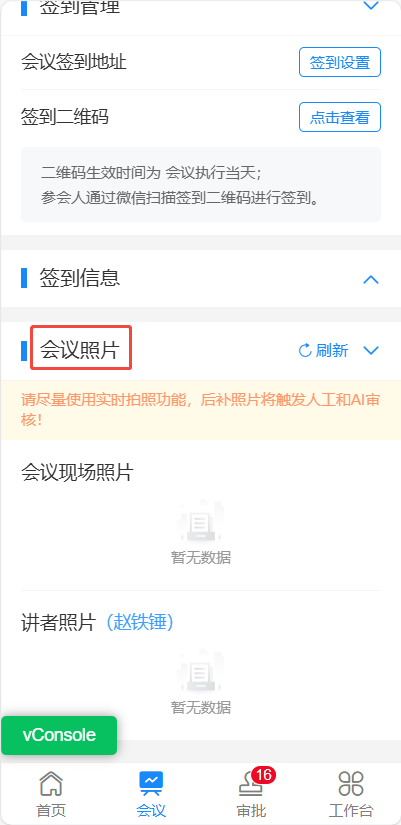 签到管理
会议签到地址
签到设置
签到二维码
点击查看
二维码生效时间为 会议执行当天；
参会人通过微信扫描签到二维码进行签到。
签到信息
会议照片
刷新
请尽量使用实时拍照功能，后补照片将触发人工和AI审
核！
会议现场照片
暂无数据
讲者照片（赵铁锤）
暂无数据
vConsole
16
首页
会议
审批
工作台